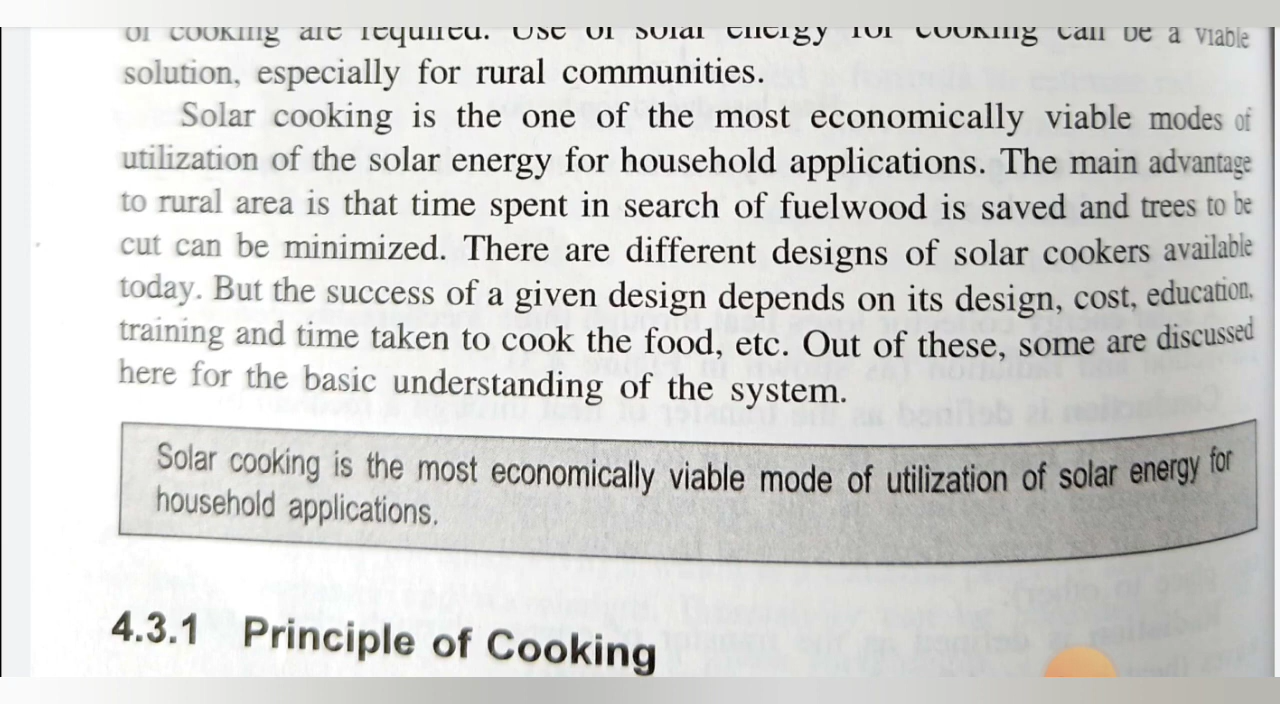 of cooking are required. Use of solar energy for cooking can be a viable
solution, especially for rural communities.
Solar cooking is the one of the most economically viable modes of
utilization of the solar energy for household applications. The main advantage
to rural area is that time spent in search of fuelwood is saved and trees to be
cut can be minimized. There are different designs of solar cookers available
today. But the success of a given design depends on its design, cost, education,
training and time taken to cook the food, etc. Out of these, some are discussed
here for the basic understanding of the system.
Solar cooking is the most economically viable mode of utilization of solar energy for
household applications.
4.3.1 Principle of Cooking